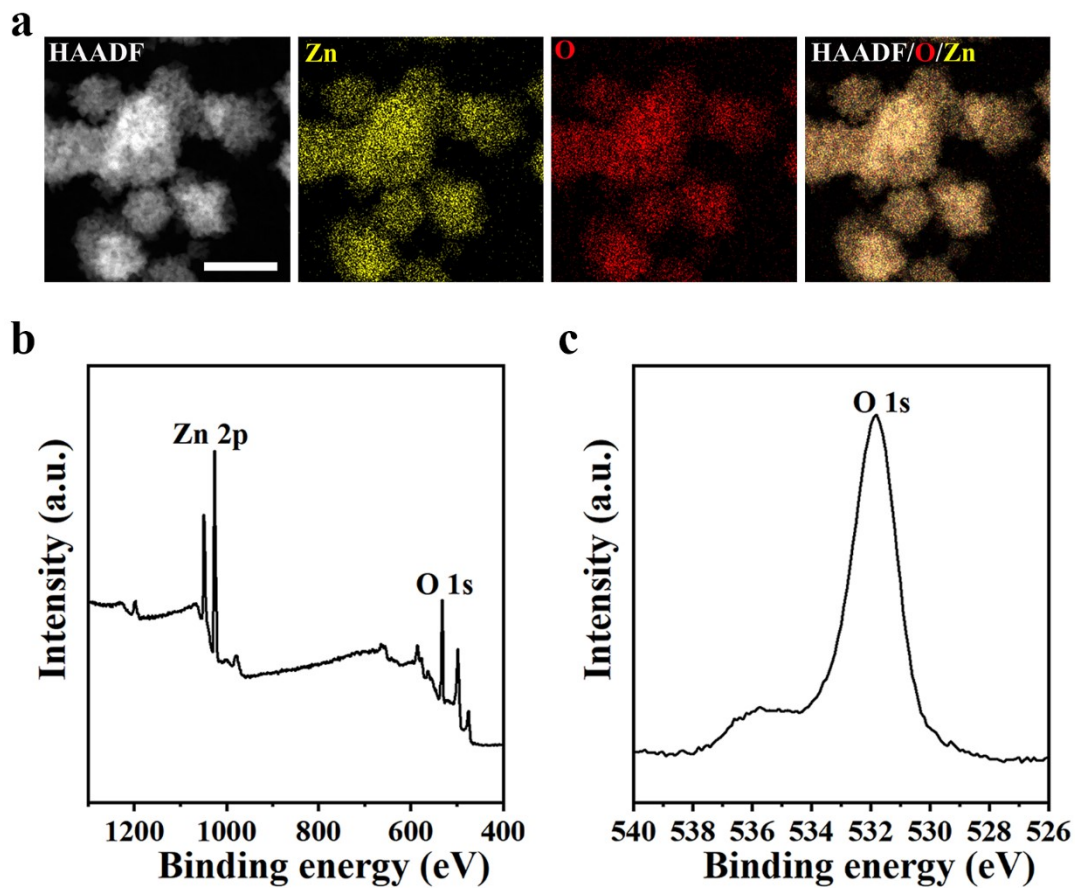 a
HAADF
Zn
O
HAADF/O/Zn
b
Zn 2p
O 1s
Intensity (a.u.)
1200 1000 800 600 400
Binding energy (eV)
c
O 1s
Intensity (a.u.)
540 538 536 534 532 530 528 526
Binding energy (eV)